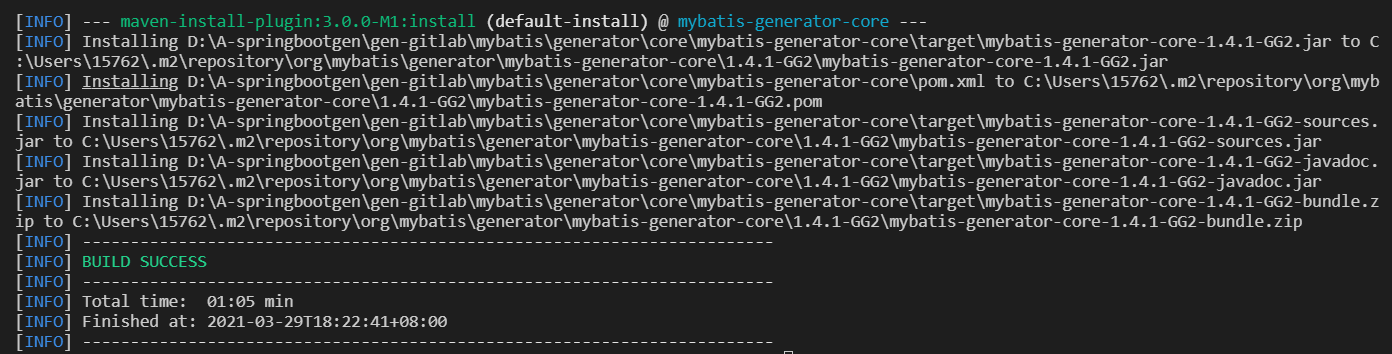 [INFO] --- maven-install-plugin:3.0.0-M1:install (default-install) @ mybatis-generator-core ---
[INFO] Installing D:\A-springbootgen\gen-gitlab\mybatis\generator\core\mybatis-generator-core\target\mybatis-generator-core-1.4.1-GG2.jar to C
:\Users\15762\.m2\repository\org\mybatis\generator\mybatis-generator-core\1.4.1-GG2\mybatis-generator-core-1.4.1-GG2.jar
[INFO] Installing D:\A-springbootgen\gen-gitlab\mybatis\generator\core\mybatis-generator-core\pom.xml to C:\Users\15762\.m2\repository\org\myb
atis\generator\mybatis-generator-core\1.4.1-GG2\mybatis-generator-core-1.4.1-GG2.pom
[INFO] Installing D:\A-springbootgen\gen-gitlab\mybatis\generator\core\mybatis-generator-core\target\mybatis-generator-core-1.4.1-GG2-sources.
jar to C:\Users\15762\.m2\repository\org\mybatis\generator\mybatis-generator-core\1.4.1-GG2\mybatis-generator-core-1.4.1-GG2-sources.jar
[INFO] Installing D:\A-springbootgen\gen-gitlab\mybatis\generator\core\mybatis-generator-core\target\mybatis-generator-core-1.4.1-GG2-javadoc.
jar to C:\Users\15762\.m2\repository\org\mybatis\generator\mybatis-generator-core\1.4.1-GG2\mybatis-generator-core-1.4.1-GG2-javadoc.jar
[INFO] Installing D:\A-springbootgen\gen-gitlab\mybatis\generator\core\mybatis-generator-core\target\mybatis-generator-core-1.4.1-GG2-bundle.z
ip to C:\Users\15762\.m2\repository\org\mybatis\generator\mybatis-generator-core\1.4.1-GG2\mybatis-generator-core-1.4.1-GG2-bundle.zip
[INFO] ------------------------------------------------------------------------
[INFO] BUILD SUCCESS
[INFO] ------------------------------------------------------------------------
[INFO] Total time:  01:05 min
[INFO] Finished at: 2021-03-29T18:22:41+08:00
[INFO] ------------------------------------------------------------------------